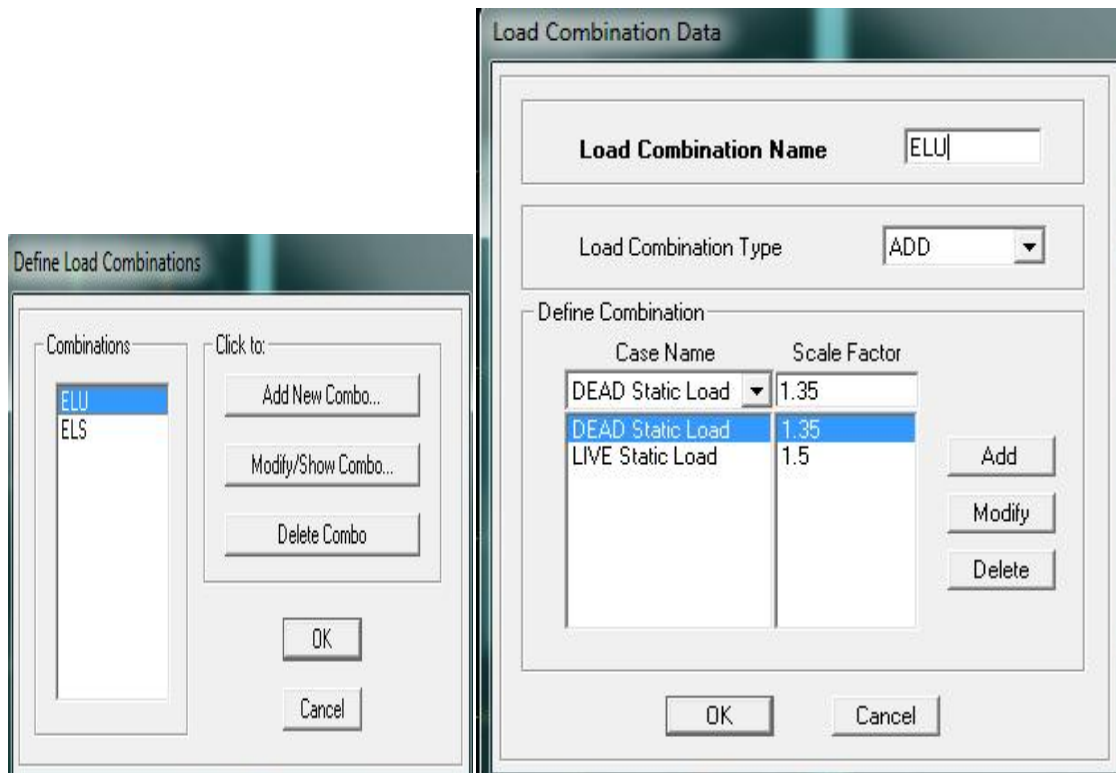 Define Load Combinations
Combinations
ELU
ELS
Click to:
Add New Combo...
Modify/Show Combo...
Delete Combo
OK
Cancel
Load Combination Data
Load Combination Name ELU
Load Combination Type ADD
Define Combination
Case Name Scale Factor
DEAD Static Load 1.35
DEAD Static Load 1.35
LIVE Static Load 1.5
Add
Modify
Delete
OK Cancel